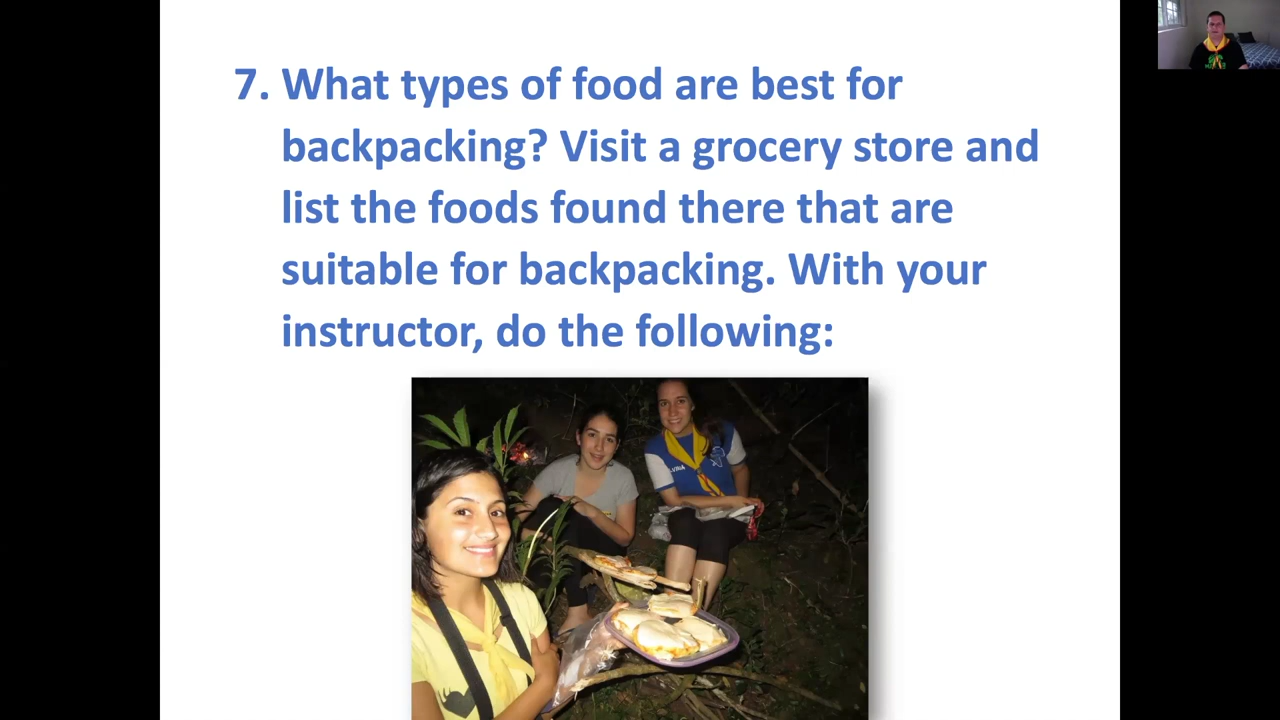 7. What types of food are best for
backpacking? Visit a grocery store and
list the foods found there that are
suitable for backpacking. With your
instructor, do the following: